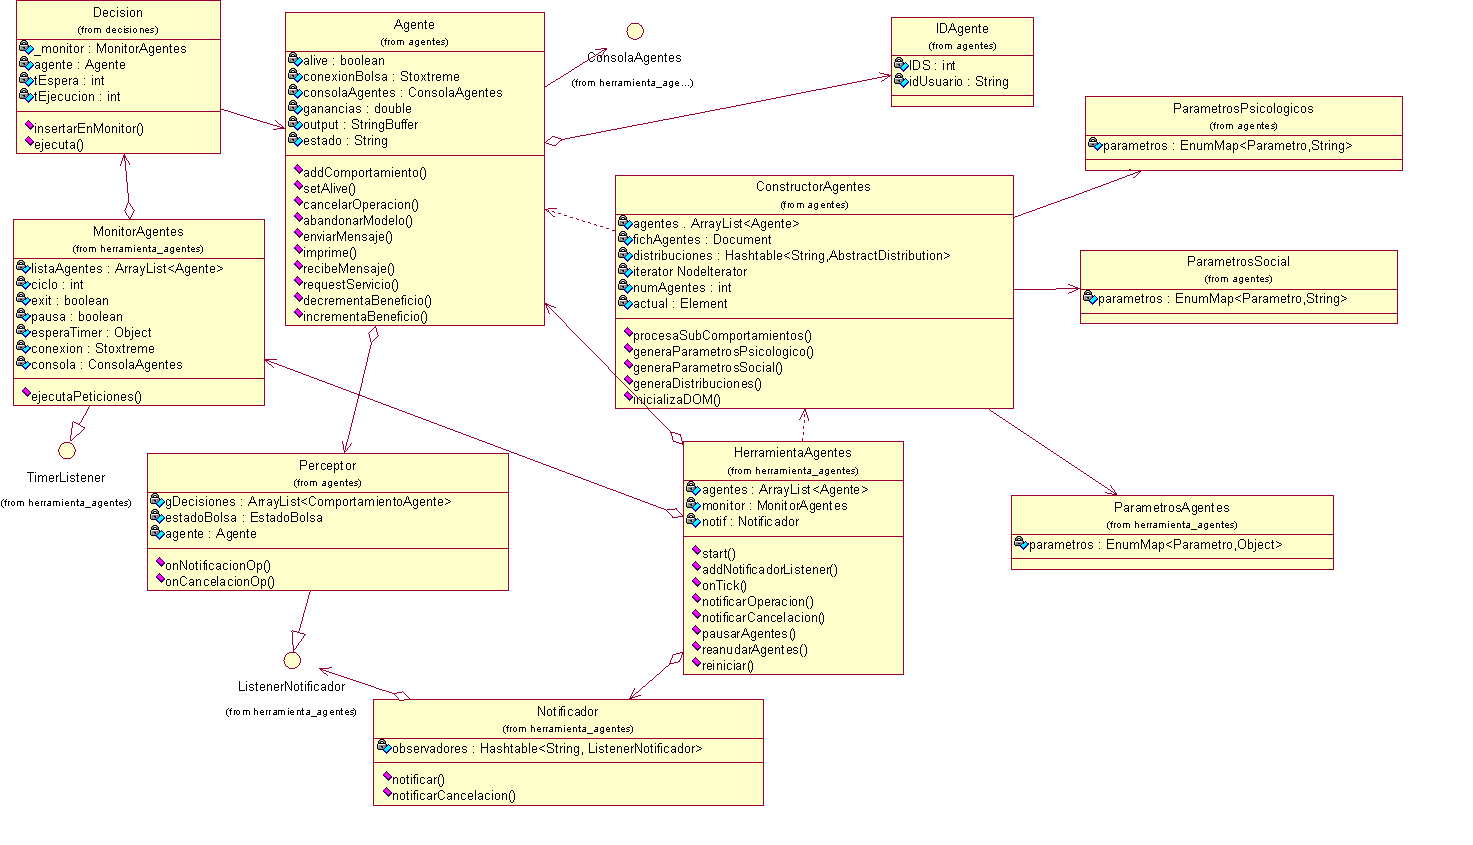 Decision
(from decisiones)
_monitor : MonitorAgentes
agente : Agente
tEspera : int
tEjecucion : int
insertarEnMonitor()
ejecuta()
Agente
(from agentes)
alive : boolean
conexionBolsa : Stoxtreme
consolaAgentes : ConsolaAgentes
ganancias : double
output : StringBuffer
estado : String
addComportamiento()
setAlive()
cancelarOperacion()
abandonarModelo()
enviarMensaje()
imprime()
recibeMensaje()
requestServicio()
decrementaBeneficio()
incrementaBeneficio()
ConsolaAgentes
(from herramienta_age...)
IDAgente
(from agentes)
IDS : int
idUsuario : String
ParametrosPsicologicos
(from agentes)
parametros : EnumMap<Parametro,String>
ConstructorAgentes
(from agentes)
agentes : ArrayList<Agente>
fichAgentes : Document
distribuciones : Hashtable<String,AbstractDistribution>
iterator NodeIterator
numAgentes : int
actual : Element
procesaSubComportamientos()
generaParametrosPsicologico()
generaParametrosSocial()
generaDistribuciones()
inicializaDOM()
ParametrosSocial
(from agentes)
parametros : EnumMap<Parametro,String>
MonitorAgentes
(from herramienta_agentes)
listaAgentes : ArrayList<Agente>
ciclo : int
exit : boolean
pausa : boolean
esperaTimer : Object
conexion : Stoxtreme
consola : ConsolaAgentes
ejecutaPeticiones()
TimerListener
(from herramienta_agentes)
Perceptor
(from agentes)
gDecisiones : ArrayList<ComportamientoAgente>
estadoBolsa : EstadoBolsa
agente : Agente
onNotificacionOp()
onCancelacionOp()
HerramientaAgentes
(from herramienta_agentes)
agentes : ArrayList<Agente>
monitor : MonitorAgentes
notif : Notificador
start()
addNotificadorListener()
onTick()
notificarOperacion()
notificarCancelacion()
pausarAgentes()
reanudarAgentes()
reiniciar()
ParametrosAgentes
(from herramienta_agentes)
parametros : EnumMap<Parametro,Object>
ListenerNotificador
(from herramienta_agentes)
Notificador
(from herramienta_agentes)
observadores : Hashtable<String, ListenerNotificador>
notificar()
notificarCancelacion()